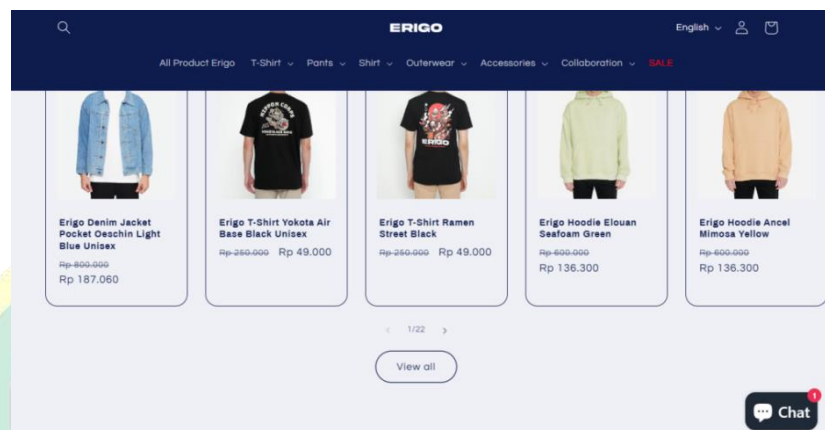 ERIGO
English
All Product Erigo T-Shirt Pants Shirt Outerwear Accessories Collaboration SALE
NIPPON CORPS
ERIGO
Erigo Denim Jacket
Pocket Oeschin Light
Blue Unisex
Rp 800.000
Rp 187.060
Erigo T-Shirt Yokota Air
Base Black Unisex
Rp 250.000 Rp 49.000
Erigo T-Shirt Ramen
Street Black
Rp 250.000 Rp 49.000
Erigo Hoodie Elouan
Seafoam Green
Rp 600.000
Rp 136.300
Erigo Hoodie Ancel
Mimosa Yellow
Rp 600.000
Rp 136.300
1/22
View all
1
Chat